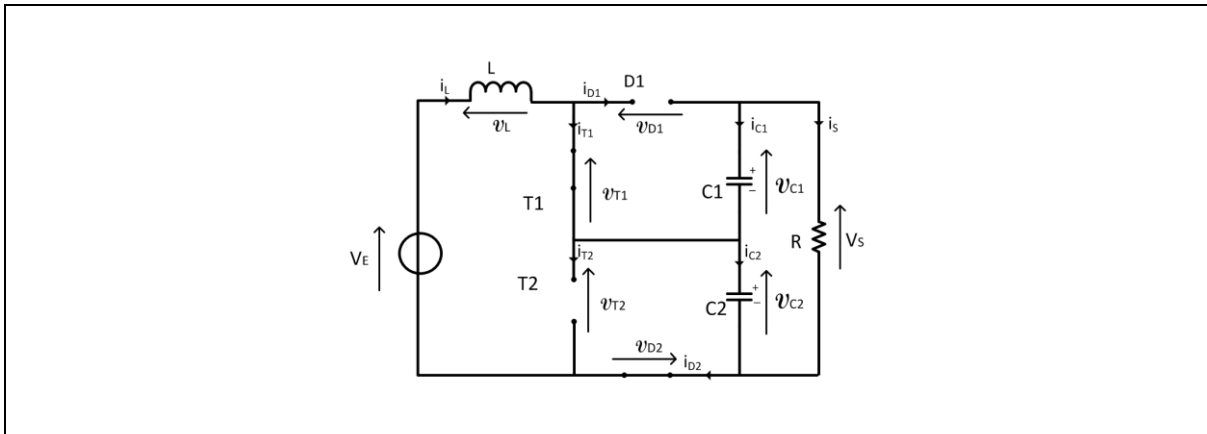 L
D1
iL
iD1
vL
vD1
iT1
iC1
iS
T1
vT1
C1
+
–
vC1
R
VS
VE
iT2
iC2
T2
vT2
C2
+
–
vC2
vD2
iD2